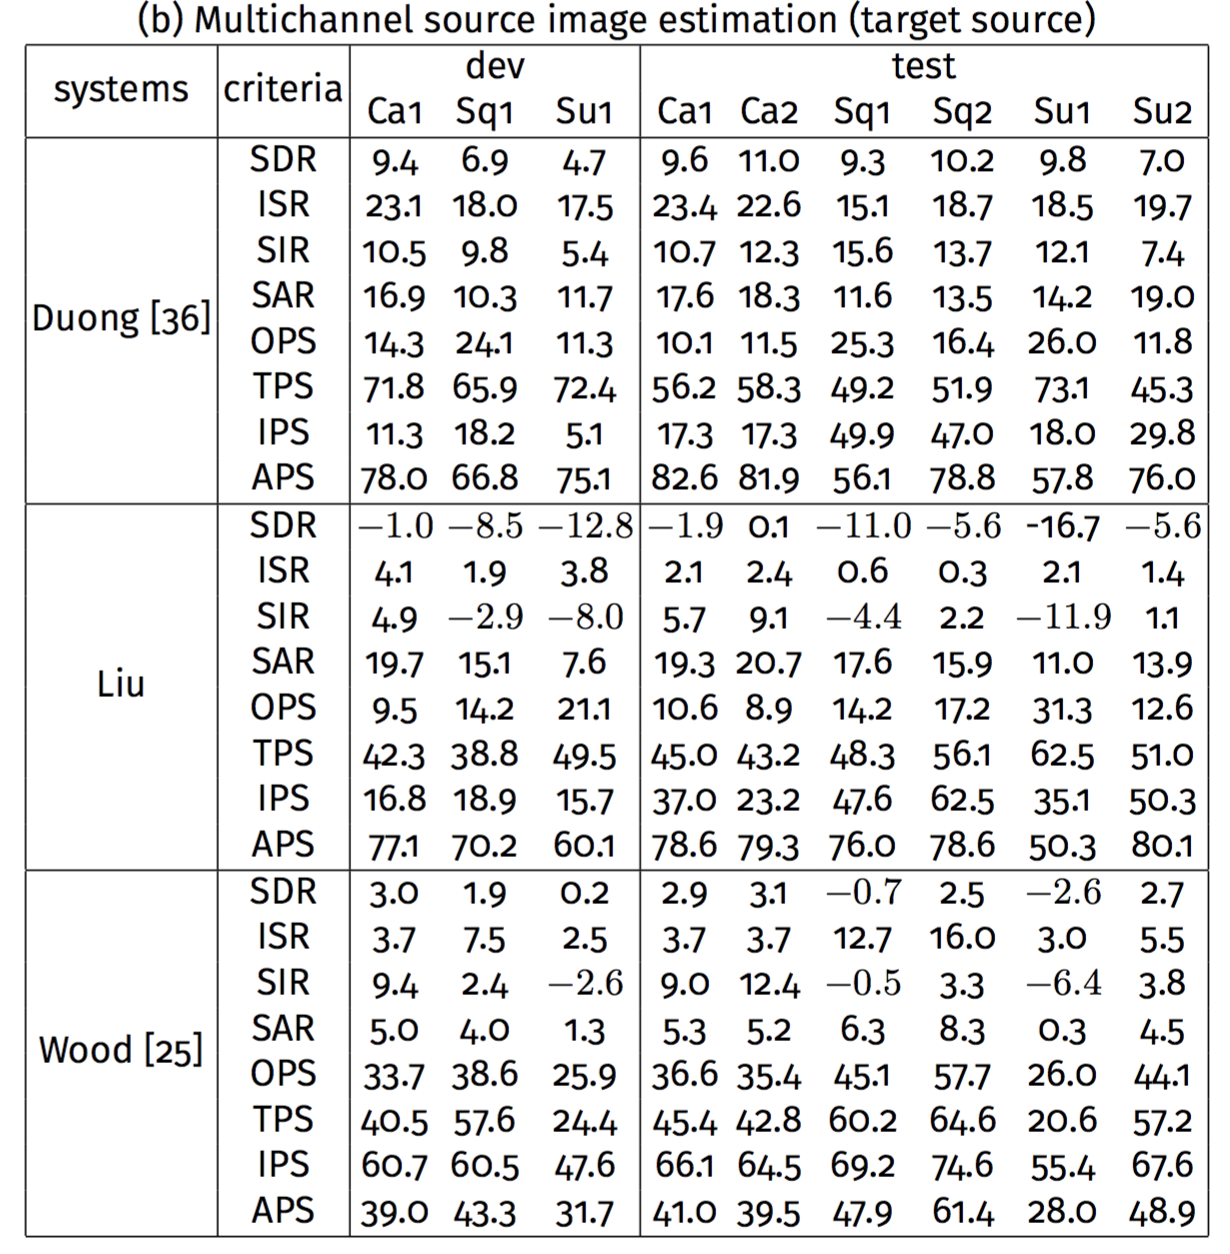 (b) Multichannel source image estimation (target source)
systems criteria dev test
Ca1 Sq1 Su1 Ca1 Ca2 Sq1 Sq2 Su1 Su2
Duong [36]
SDR 9.4 6.9 4.7 9.6 11.0 9.3 10.2 9.8 7.0
ISR 23.1 18.0 17.5 23.4 22.6 15.1 18.7 18.5 19.7
SIR 10.5 9.8 5.4 10.7 12.3 15.6 13.7 12.1 7.4
SAR 16.9 10.3 11.7 17.6 18.3 11.6 13.5 14.2 19.0
OPS 14.3 24.1 11.3 10.1 11.5 25.3 16.4 26.0 11.8
TPS 71.8 65.9 72.4 56.2 58.3 49.2 51.9 73.1 45.3
IPS 11.3 18.2 5.1 17.3 17.3 49.9 47.0 18.0 29.8
APS 78.0 66.8 75.1 82.6 81.9 56.1 78.8 57.8 76.0
Liu
SDR −1.0 −8.5 −12.8 −1.9 0.1 −11.0 −5.6 -16.7 −5.6
ISR 4.1 1.9 3.8 2.1 2.4 0.6 0.3 2.1 1.4
SIR 4.9 −2.9 −8.0 5.7 9.1 −4.4 2.2 −11.9 1.1
SAR 19.7 15.1 7.6 19.3 20.7 17.6 15.9 11.0 13.9
OPS 9.5 14.2 21.1 10.6 8.9 14.2 17.2 31.3 12.6
TPS 42.3 38.8 49.5 45.0 43.2 48.3 56.1 62.5 51.0
IPS 16.8 18.9 15.7 37.0 23.2 47.6 62.5 35.1 50.3
APS 77.1 70.2 60.1 78.6 79.3 76.0 78.6 50.3 80.1
Wood [25]
SDR 3.0 1.9 0.2 2.9 3.1 −0.7 2.5 −2.6 2.7
ISR 3.7 7.5 2.5 3.7 3.7 12.7 16.0 3.0 5.5
SIR 9.4 2.4 −2.6 9.0 12.4 −0.5 3.3 −6.4 3.8
SAR 5.0 4.0 1.3 5.3 5.2 6.3 8.3 0.3 4.5
OPS 33.7 38.6 25.9 36.6 35.4 45.1 57.7 26.0 44.1
TPS 40.5 57.6 24.4 45.4 42.8 60.2 64.6 20.6 57.2
IPS 60.7 60.5 47.6 66.1 64.5 69.2 74.6 55.4 67.6
APS 39.0 43.3 31.7 41.0 39.5 47.9 61.4 28.0 48.9